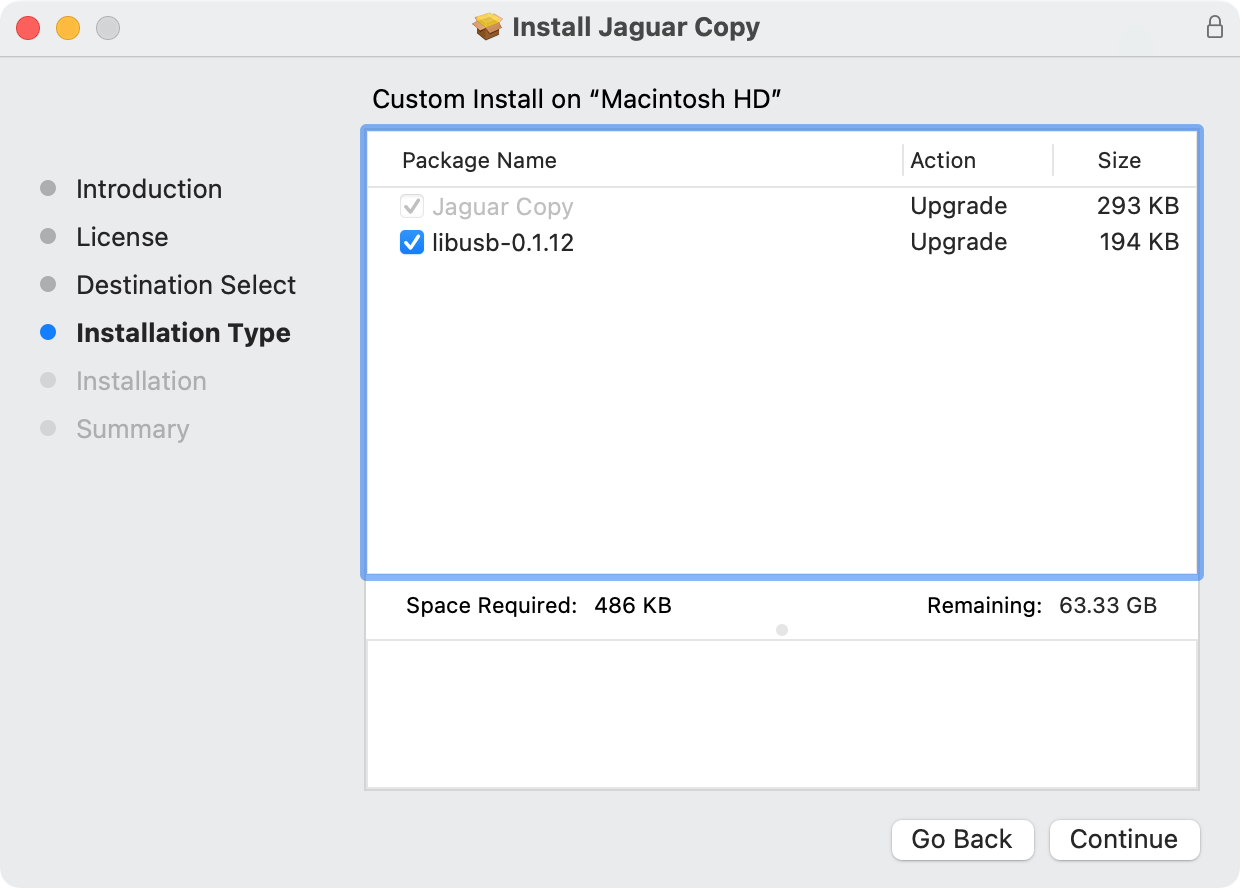 Install Jaguar Copy
Custom Install on “Macintosh HD”
Introduction
License
Destination Select
Installation Type
Installation
Summary
Package Name Action Size
Jaguar Copy Upgrade 293 KB
libusb-0.1.12 Upgrade 194 KB
Space Required: 486 KB Remaining: 63.33 GB
Go Back Continue